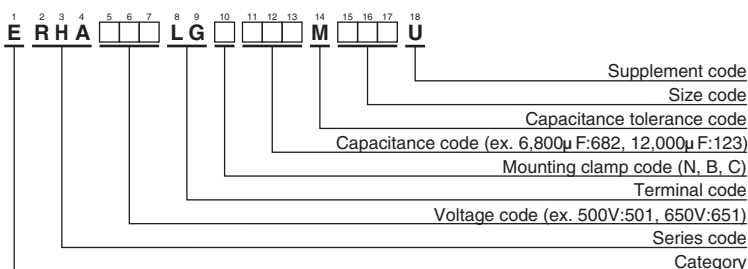 1 2 3 4 5 6 7 8 9 10 11 12 13 14 15 16 17 18
E RHA □□□ LG □ □□□ M □□□ U
Supplement code
Size code
Capacitance tolerance code
Capacitance code (ex. 6,800µF:682, 12,000µF:123)
Mounting clamp code (N, B, C)
Terminal code
Voltage code (ex. 500V:501, 650V:651)
Series code
Category